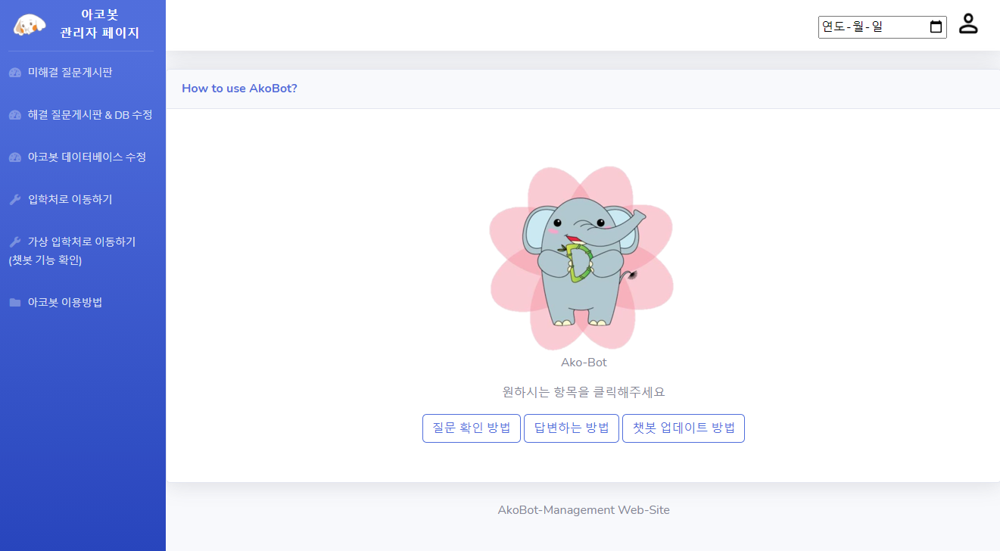 아코봇
관리자 페이지
미해결 질문게시판
해결 질문게시판 & DB 수정
아코봇 데이터베이스 수정
입학처로 이동하기
가상 입학처로 이동하기
(챗봇 기능 확인)
아코봇 이용방법
연도-월-일
How to use AkoBot?
Ako-Bot
원하시는 항목을 클릭해주세요
질문 확인 방법 답변하는 방법 챗봇 업데이트 방법
AkoBot-Management Web-Site